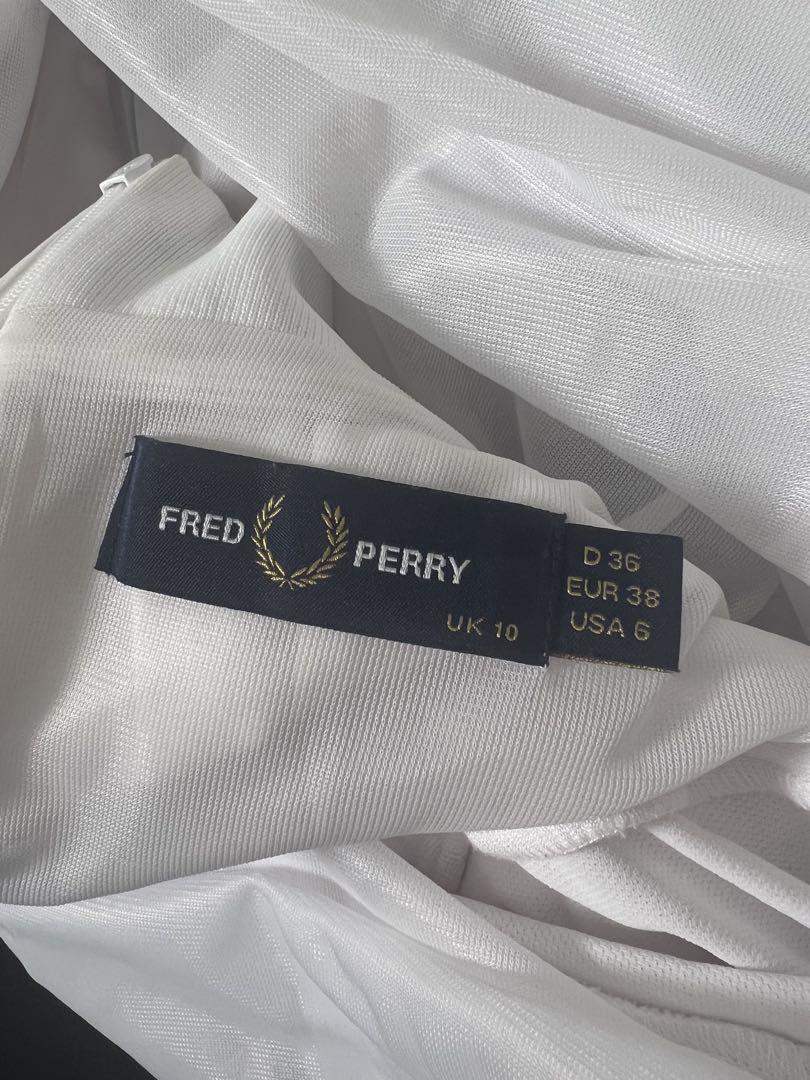 FRED PERRY
UK 10
D 36
EUR 38
USA 6